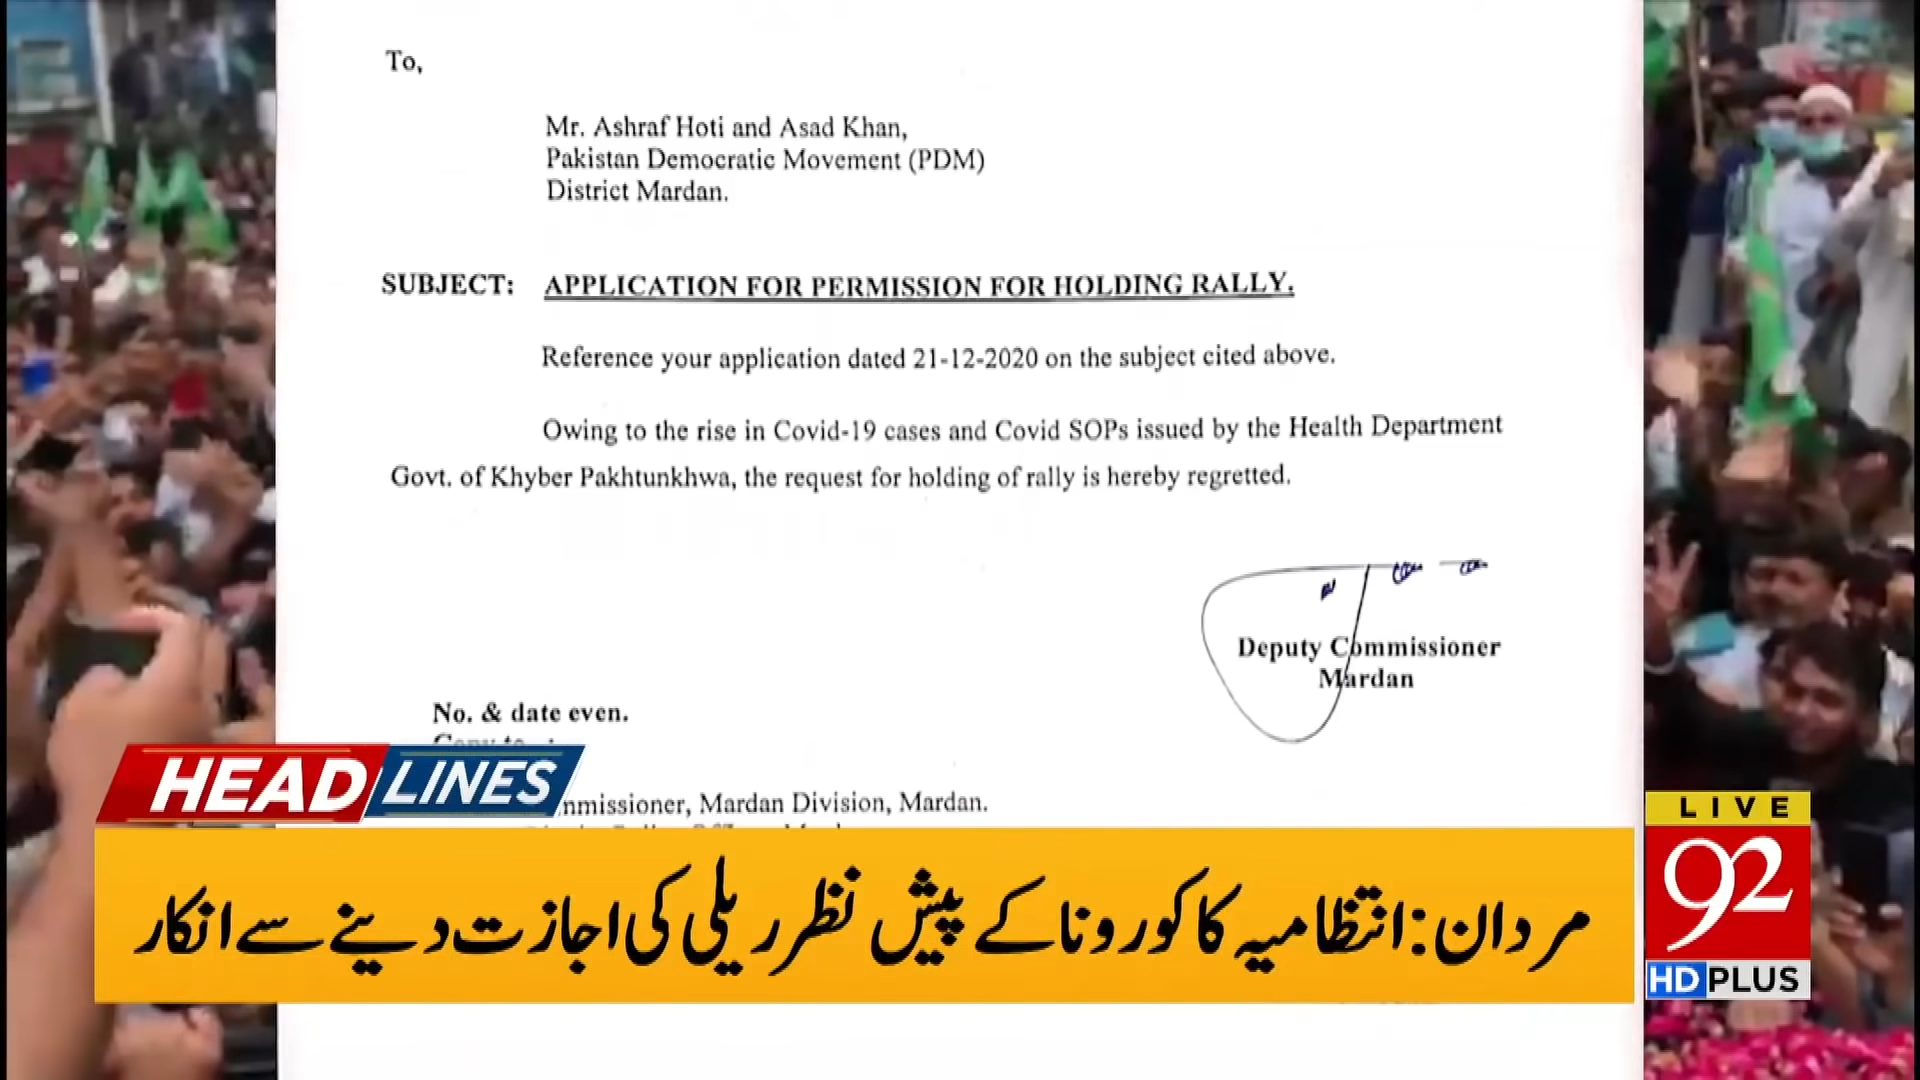 To,
Mr. Ashraf Hoti and Asad Khan,
Pakistan Democratic Movement (PDM)
District Mardan.
SUBJECT: APPLICATION FOR PERMISSION FOR HOLDING RALLY.
Reference your application dated 21-12-2020 on the subject cited above.
Owing to the rise in Covid-19 cases and Covid SOPs issued by the Health Department
Govt. of Khyber Pakhtunkhwa, the request for holding of rally is hereby regretted.
Deputy Commissioner
Mardan
No. & date even.
Copy to
Mardan Division, Mardan.
HEADLINES
مردان: انتظامیہ کا کورونا کے پیش نظر ریلی کی اجازت دینے سے انکار
LIVE
92
HD PLUS